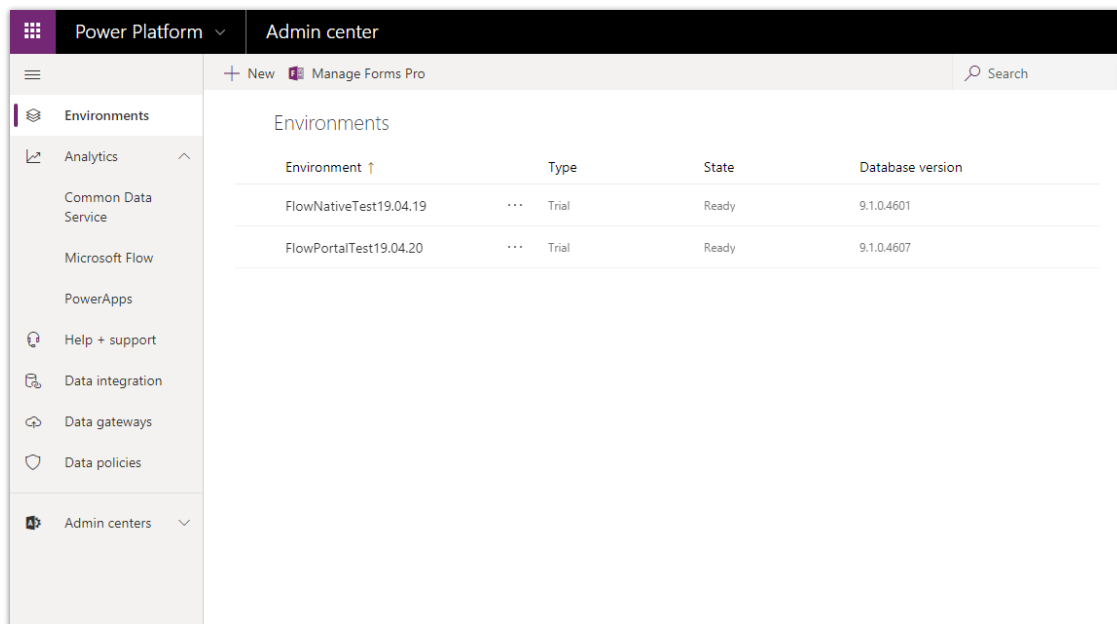 Power Platform Admin center
New Manage Forms Pro Search
Environments
Analytics
Common Data
Service
Microsoft Flow
PowerApps
Help + support
Data integration
Data gateways
Data policies
Admin centers
Environments
Environment ↑ Type State Database version
FlowNativeTest19.04.19 ... Trial Ready 9.1.0.4601
FlowPortalTest19.04.20 ... Trial Ready 9.1.0.4607